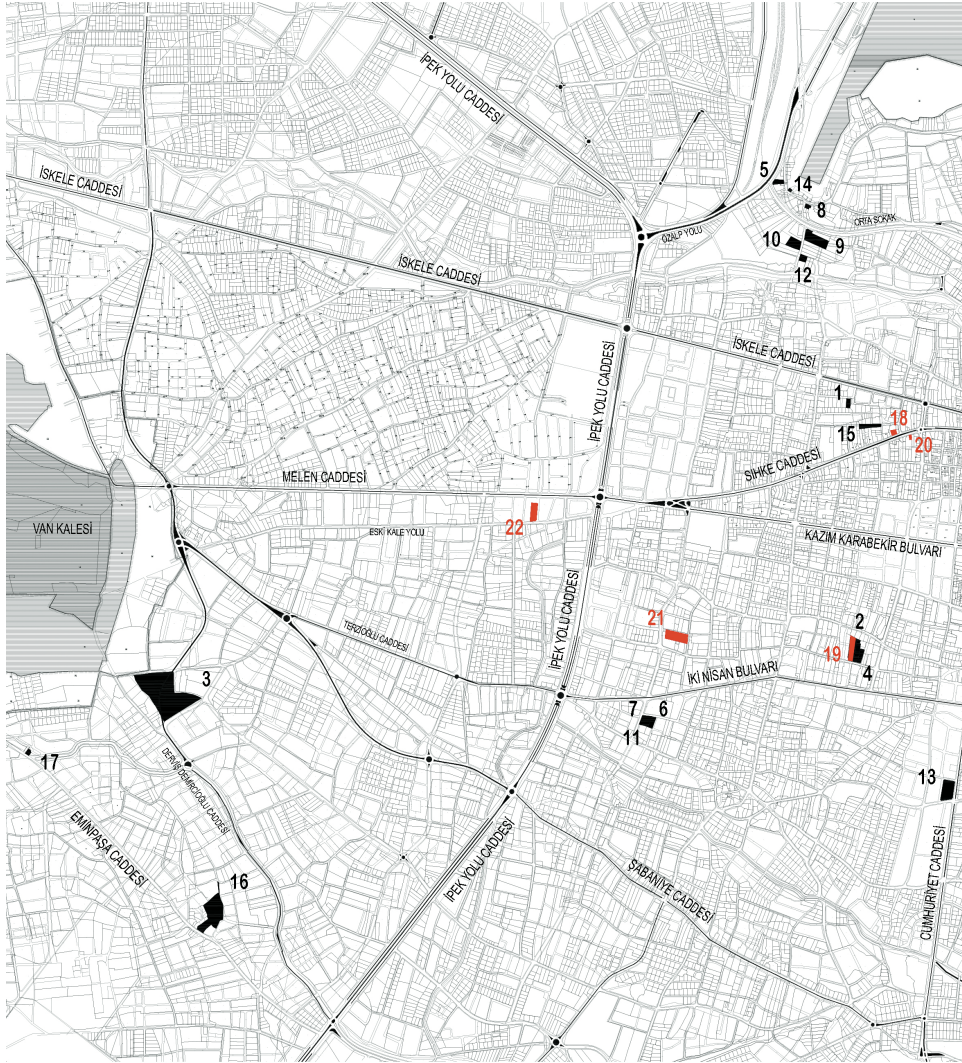 İPEK YOLU CADDESİ
İSKELE CADDESİ
5
14
8
ORTA SOKAK
ÖZALP YOLU
10
9
12
İSKELE CADDESİ
İSKELE CADDESİ
İPEK YOLU CADDESİ
1
18
15
20
SIHKE CADDESİ
MELEN CADDESİ
VAN KALESİ
ESKİ KALE YOLU
22
KAZIM KARABEKİR BULVARI
İPEK YOLU CADDESİ
21
2
TERZİOĞLU CADDESİ
19
4
İKİ NİSAN BULVARI
3
7
6
11
17
DERVİŞ DEMİRCİOĞLU CADDESİ
13
EMİNPAŞA CADDESİ
İPEK YOLU CADDESİ
16
ŞABANİYE CADDESİ
CUMHURİYET CADDESİ